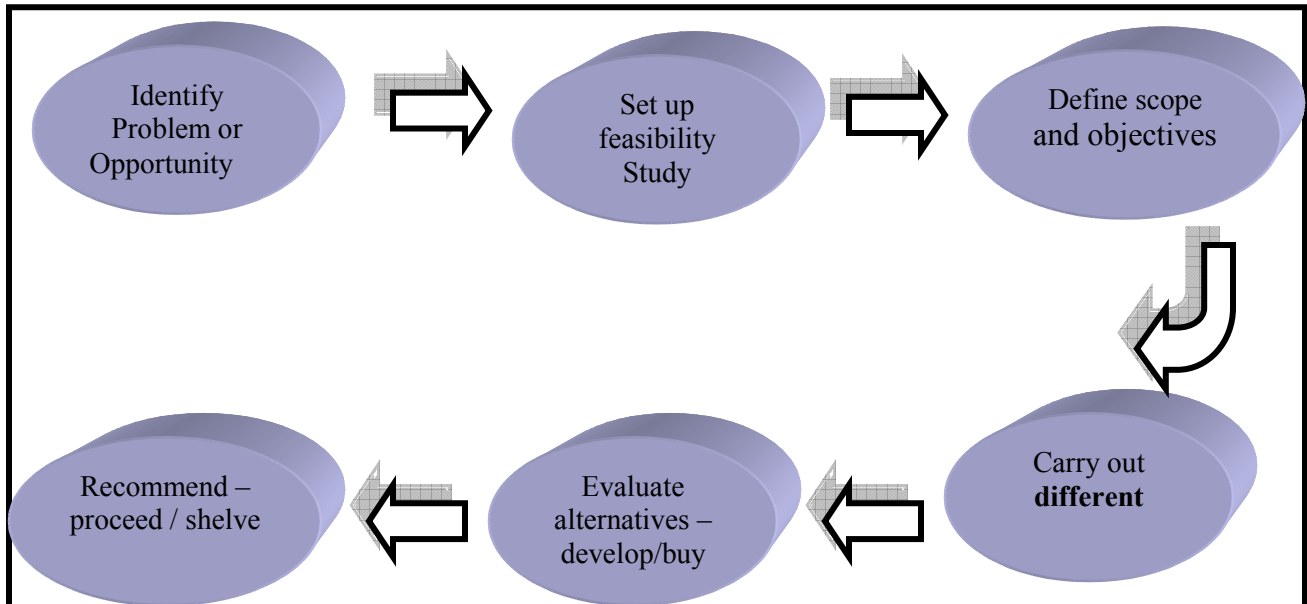 Identify
Problem or
Opportunity
Set up
feasibility
Study
Define scope
and objectives
Carry out
different
Evaluate
alternatives –
develop/buy
Recommend –
proceed / shelve